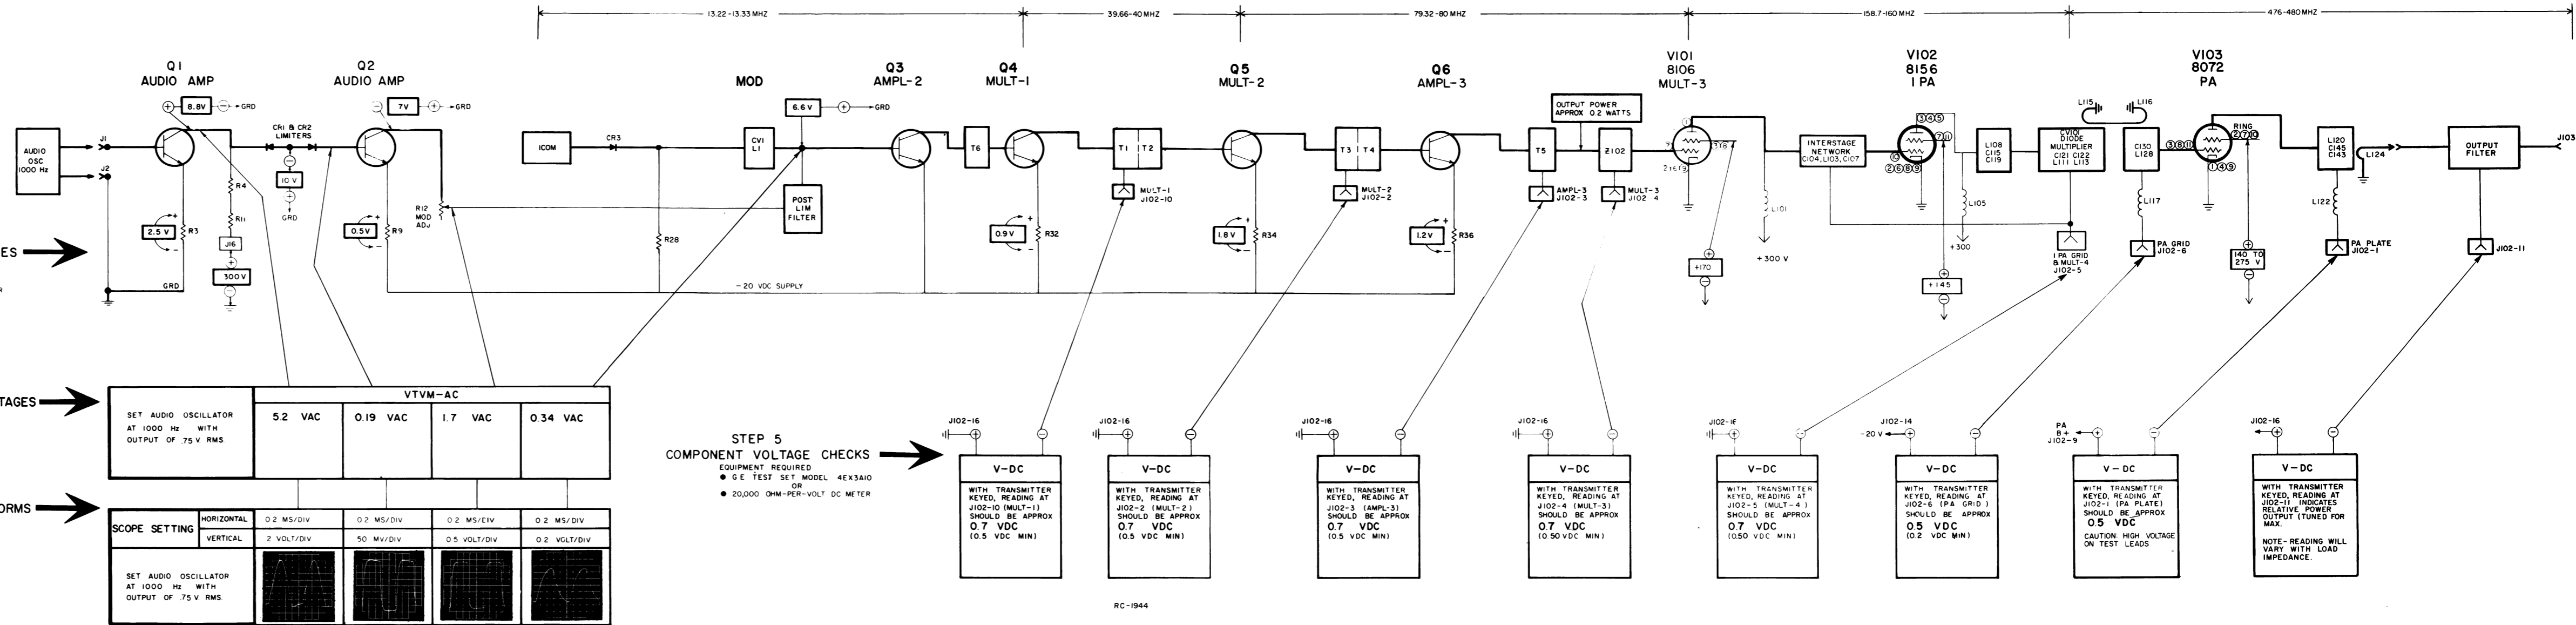 13.22-13.33 MHZ
39.66-40 MHZ
79.32-80 MHZ
158.7-160 MHZ
476-480 MHZ
Q1
AUDIO AMP
Q2
AUDIO AMP
MOD
Q3
AMPL-2
Q4
MULT-1
Q5
MULT-2
Q6
AMPL-3
V101
8106
MULT-3
V102
8156
1 PA
V103
8072
PA
8.8V
GRD
7V
GRD
6.6V
GRD
OUTPUT POWER
APPROX 0.2 WATTS
AUDIO
OSC
1000 Hz
J1
J2
CR1 & CR2
LIMITERS
10 V
GRD
R4
R11
J16
300 V
2.5 V
R3
GRD
0.5V
R9
R12
MOD
ADJ
ICOM
CR3
R28
CV1
L1
POST
LIM
FILTER
T6
0.9V
R32
T1
T2
MULT-1
J102-10
1.8V
R34
T3
T4
MULT-2
J102-2
1.2V
R36
T5
AMPL-3
J102-3
Z102
MULT-3
J102-4
-20 VDC SUPPLY
L101
+170
+300 V
INTERSTAGE
NETWORK
C104, L103, C107
+145
L105
+300
L108
C115
C119
CV101
DIODE
MULTIPLIER
C121 C122
L111 L113
1 PA GRID
& MULT-4
J102-5
L115
L116
C130
L128
L117
PA GRID
J102-6
RING
140 TO
275 V
L120
C145
C143
L122
L124
PA PLATE
J102-1
OUTPUT
FILTER
J102-11
J103
ES
TAGES
SET AUDIO OSCILLATOR
AT 1000 Hz WITH
OUTPUT OF .75 V RMS.
VTVM-AC
5.2 VAC
0.19 VAC
1.7 VAC
0.34 VAC
ORMS
SCOPE SETTING
HORIZONTAL
0.2 MS/DIV
0.2 MS/DIV
0.2 MS/DIV
0.2 MS/DIV
VERTICAL
2 VOLT/DIV
50 MV/DIV
0.5 VOLT/DIV
0.2 VOLT/DIV
SET AUDIO OSCILLATOR
AT 1000 Hz WITH
OUTPUT OF .75 V RMS.
STEP 5
COMPONENT VOLTAGE CHECKS
EQUIPMENT REQUIRED
● G E TEST SET MODEL 4EX3A10
OR
● 20,000 OHM-PER-VOLT DC METER
J102-16
V-DC
WITH TRANSMITTER
KEYED, READING AT
J102-10 (MULT-1)
SHOULD BE APPROX
0.7 VDC
(0.5 VDC MIN)
J102-16
V-DC
WITH TRANSMITTER
KEYED, READING AT
J102-2 (MULT-2)
SHOULD BE APPROX
0.7 VDC
(0.5 VDC MIN)
J102-16
V-DC
WITH TRANSMITTER
KEYED, READING AT
J102-3 (AMPL-3)
SHOULD BE APPROX
0.7 VDC
(0.5 VDC MIN)
J102-16
V-DC
WITH TRANSMITTER
KEYED, READING AT
J102-4 (MULT-3)
SHOULD BE APPROX
0.7 VDC
(0.50 VDC MIN)
J102-16
V-DC
WITH TRANSMITTER
KEYED, READING AT
J102-5 (MULT-4)
SHOULD BE APPROX
0.7 VDC
(0.50 VDC MIN)
J102-14
-20 V
V-DC
WITH TRANSMITTER
KEYED, READING AT
J102-6 (PA GRID)
SHOULD BE APPROX
0.5 VDC
(0.2 VDC MIN)
PA
B+
J102-9
V-DC
WITH TRANSMITTER
KEYED, READING AT
J102-1 (PA PLATE)
SHOULD BE APPROX
0.5 VDC
CAUTION: HIGH VOLTAGE
ON TEST LEADS
J102-16
V-DC
WITH TRANSMITTER
KEYED, READING AT
J102-11 INDICATES
RELATIVE POWER
OUTPUT (TUNED FOR
MAX.
NOTE-READING WILL
VARY WITH LOAD
IMPEDANCE.
RC-1944